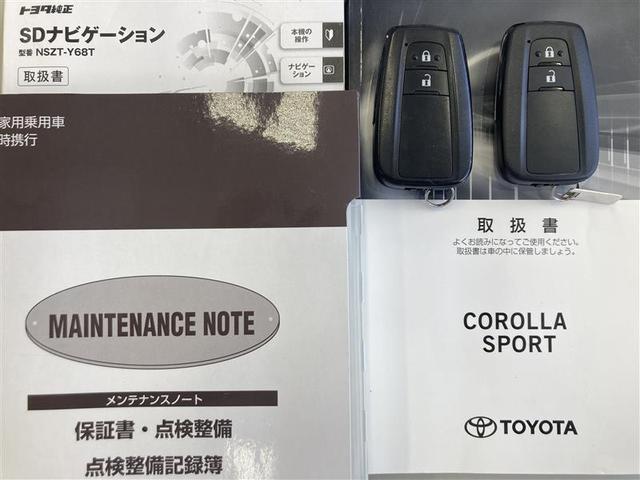 トヨタ純正
SDナビゲーション
型番 NSZT-Y68T
取扱書
本機の
操作
ナビゲー
ション
家用乗用車
時携行
MAINTENANCE NOTE
メンテナンスノート
保証書・点検整備
点検整備記録簿
取扱書
よくお読みになってご使用ください。
取扱書は車の中に保管しましょう。
COROLLA
SPORT
TOYOTA